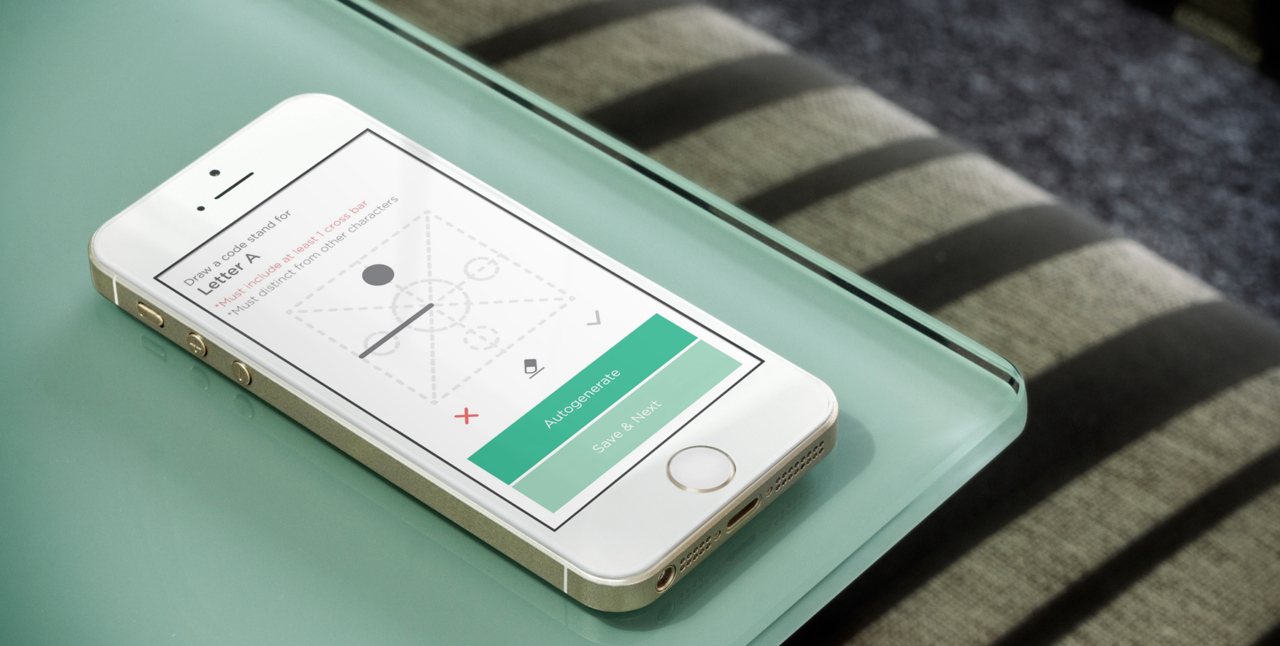 Draw a code stand for
Letter A
*Must include at least 1 cross bar
*Must distinct from other characters
Autogenerate
Save & Next